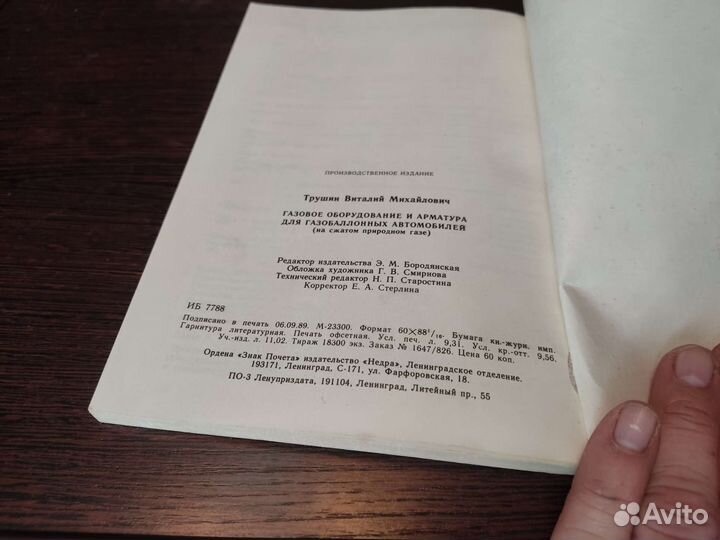 ПРОИЗВОДСТВЕННОЕ ИЗДАНИЕ
Трушин Виталий Михайлович
ГАЗОВОЕ ОБОРУДОВАНИЕ И АРМАТУРА
ДЛЯ ГАЗОБАЛЛОННЫХ АВТОМОБИЛЕЙ
(на сжатом природном газе)
Редактор издательства Э. М. Бородянская
Обложка художника Г. В. Смирнова
Технический редактор Н. П. Старостина
Корректор Е. А. Стерлина
ИБ 7788
Подписано в печать 06.09.89. М-23300. Формат 60×88¹/₁₆. Бумага кн.-журн. имп.
Гарнитура литературная. Печать офсетная. Усл. печ. л. 9,31. Усл. кр.-отт. 9,56.
Уч.-изд. л. 11,02. Тираж 18300 экз. Заказ № 1647/826. Цена 60 коп.
Ордена «Знак Почета» издательство «Недра», Ленинградское отделение.
193171, Ленинград, С-171, ул. Фарфоровская, 18.
ПО-3 Ленуприздата, 191104, Ленинград, Литейный пр., 55
Avito